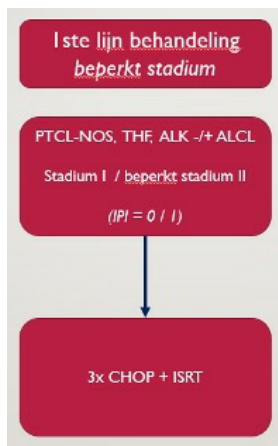 1ste lijn behandeling
beperkt stadium
PTCL-NOS, THF, ALK -/+ ALCL
Stadium I / beperkt stadium II
(IPI = 0 / 1)
3x CHOP + ISRT